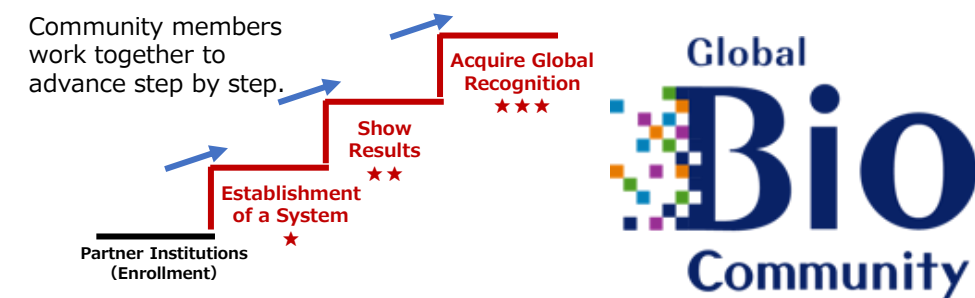 Community members
work together to
advance step by step.
Acquire Global
Recognition
★★★
Show
Results
★★
Establishment
of a System
★
Partner Institutions
(Enrollment)
Global
Bio
Community